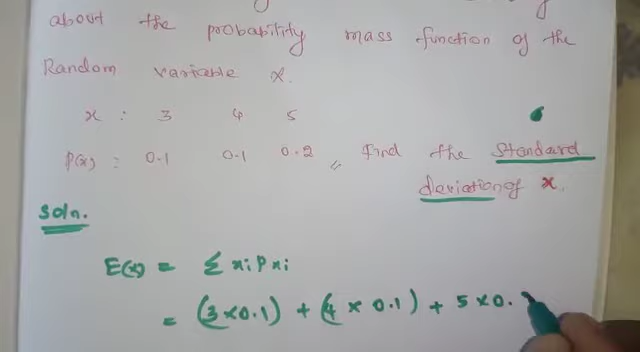 about the probability mass function of the
Random variable X.
x : 3 4 5
P(x) : 0.1 0.1 0.2 ,, Find the Standard
deviation of x.
Soln.
E(x) = Σ xi P xi
= (3 × 0.1) + (4 × 0.1) + 5 × 0.